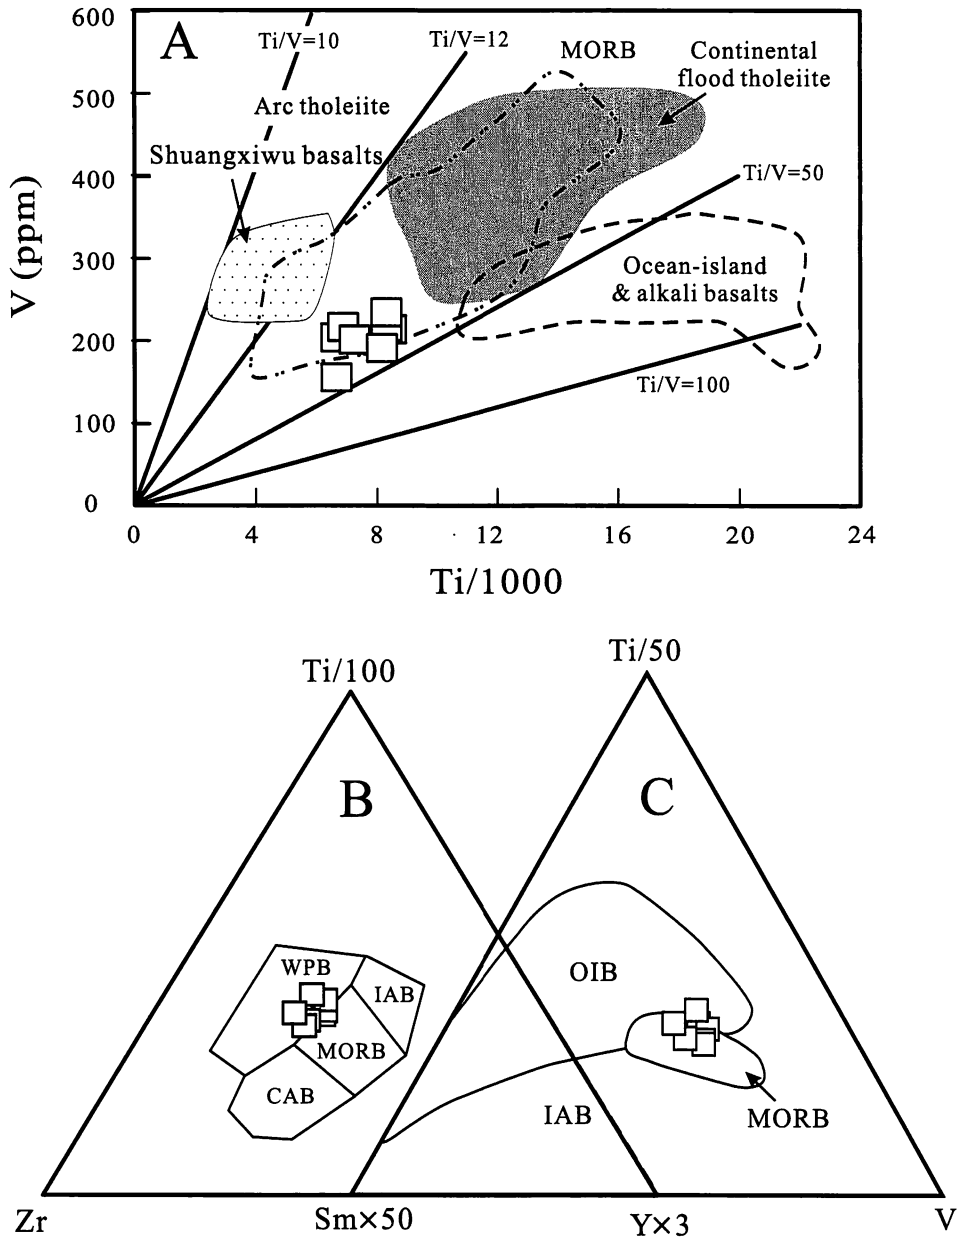 600
A
Ti/V=10
Ti/V=12
MORB
Continental
flood tholeiite
500
Arc tholeiite
Shuangxiwu basalts
400
Ti/V=50
V (ppm)
300
Ocean-island
& alkali basalts
200
Ti/V=100
100
0
0 4 8 12 16 20 24
Ti/1000
Ti/100
Ti/50
B
C
WPB
IAB
OIB
MORB
CAB
IAB
MORB
Zr
Sm×50
Y×3
V